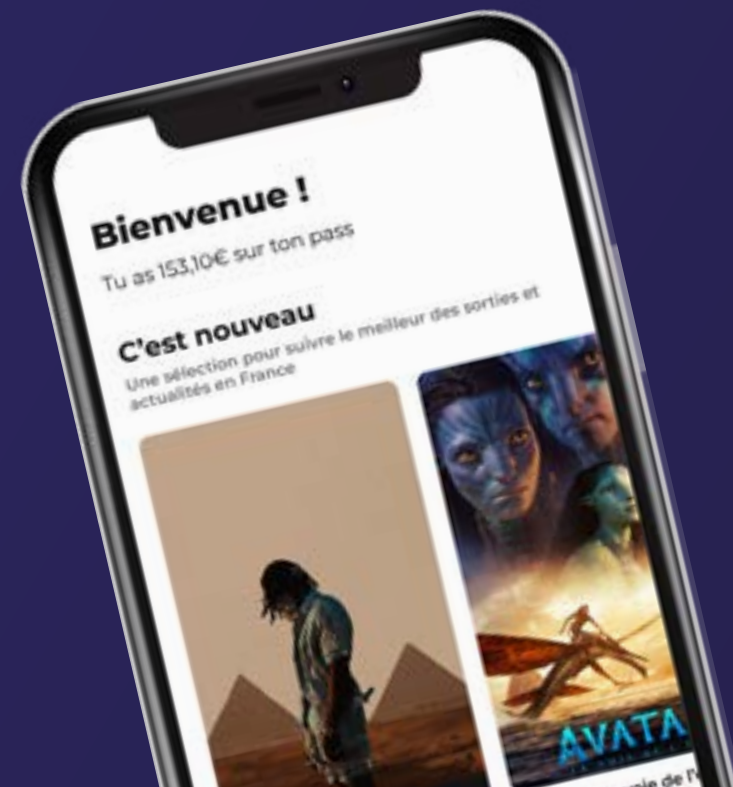 Bienvenue !
Tu as 153,10€ sur ton pass
C'est nouveau
Une sélection pour suivre le meilleur des sorties et
actualités en France
AVATA
de l'